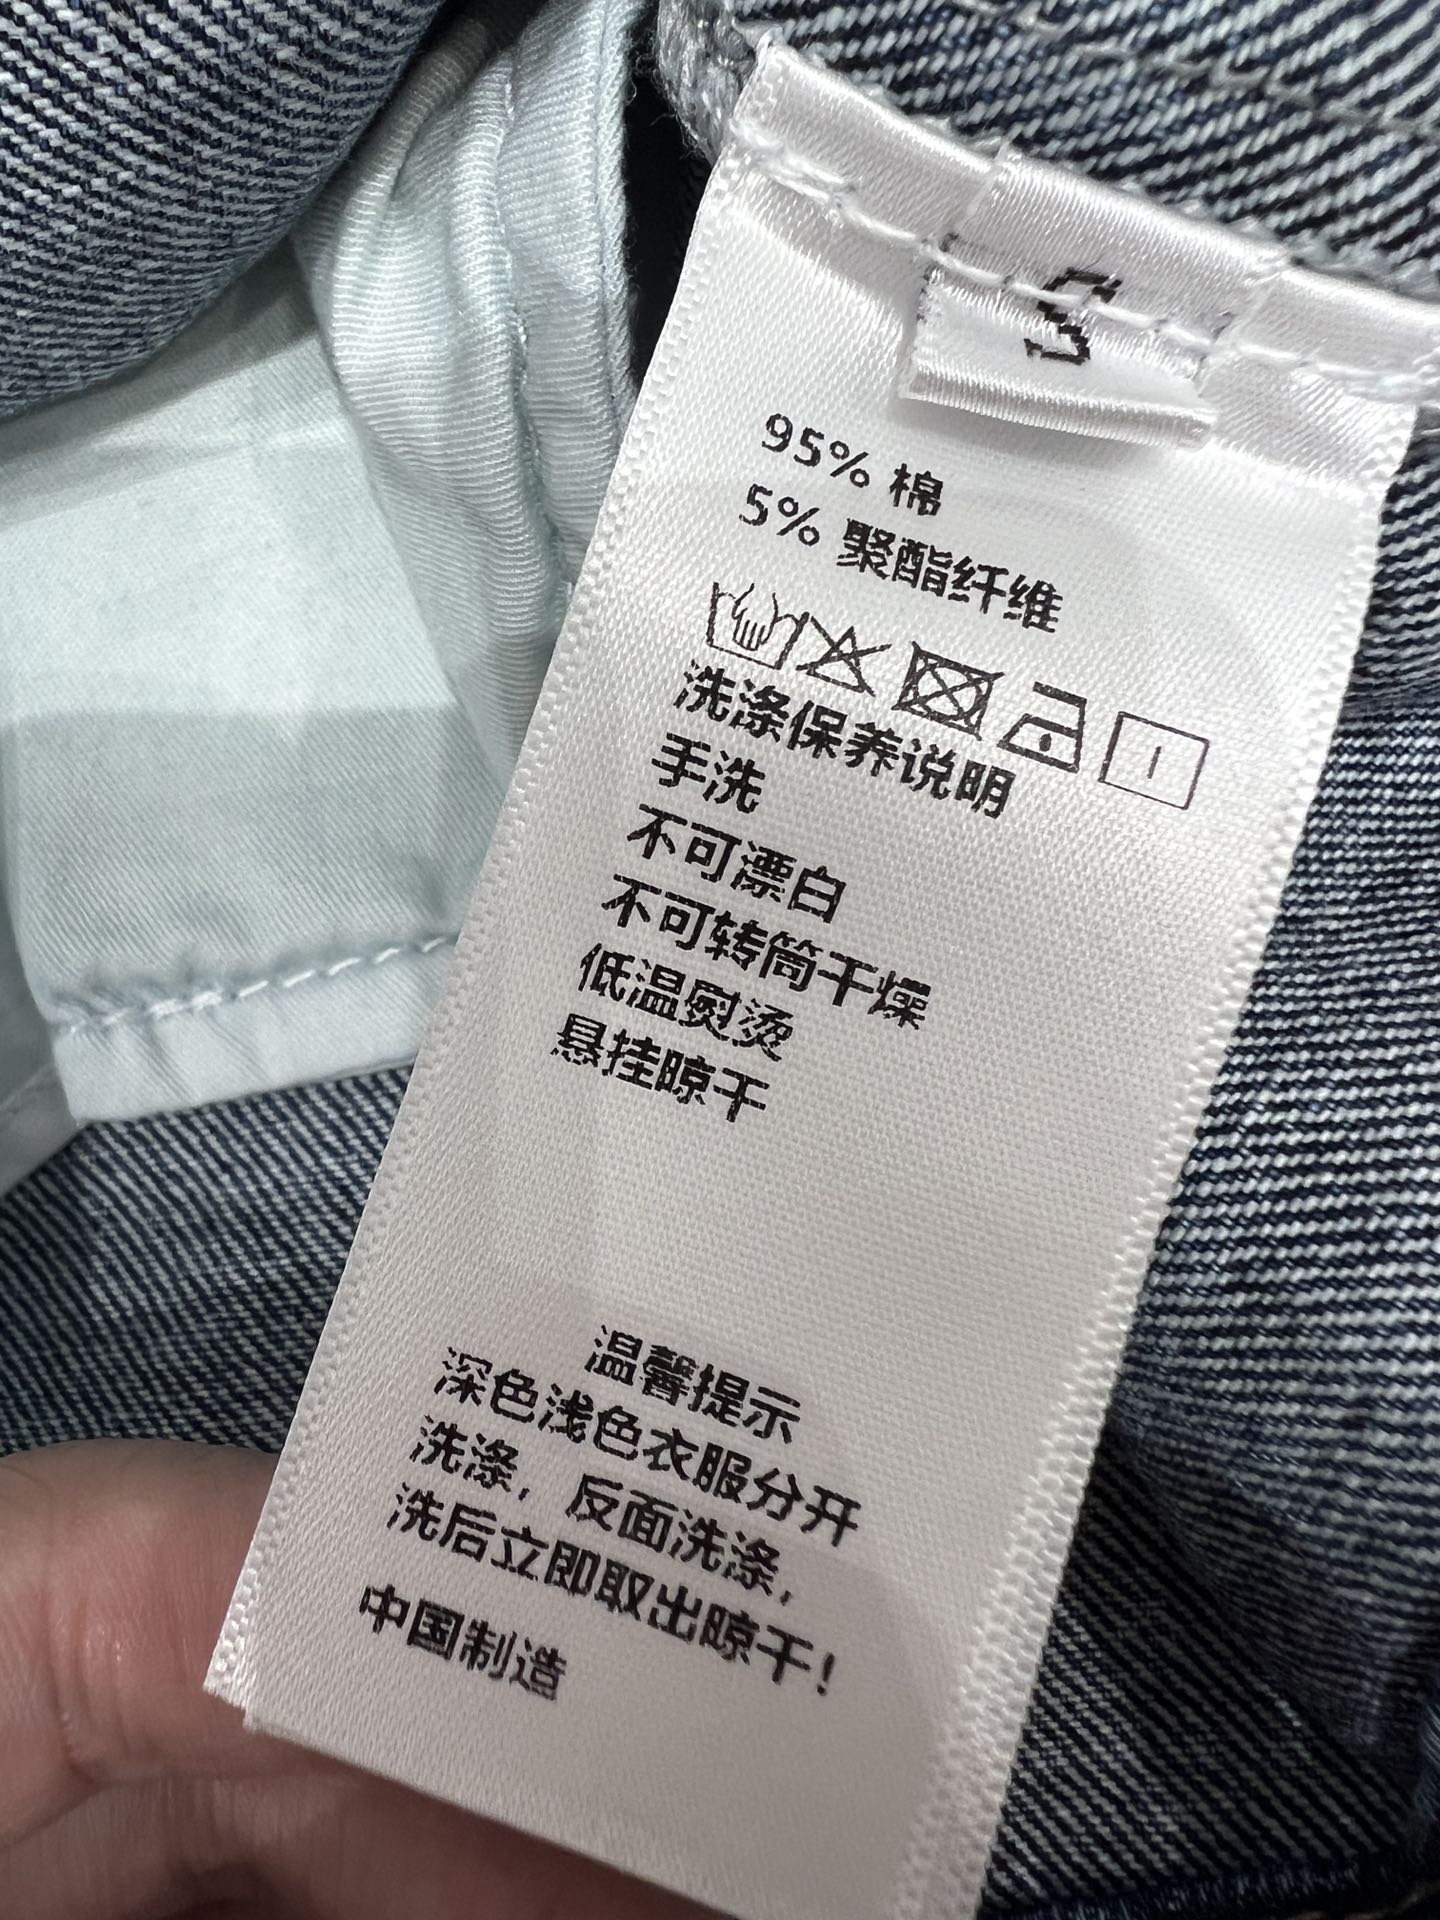 S
95% 棉
5% 聚酯纤维
洗涤保养说明
手洗
不可漂白
不可转筒干燥
低温熨烫
悬挂晾干
温馨提示
深色浅色衣服分开
洗涤，反面洗涤，
洗后立即取出晾干！
中国制造